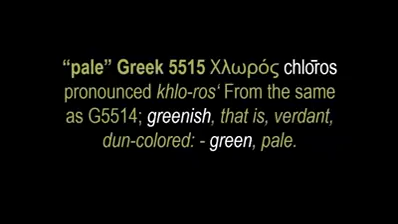 “pale” Greek 5515 Χλωρός chlōros
pronounced khlo-ros‘ From the same
as G5514; greenish, that is, verdant,
dun-colored: - green, pale.